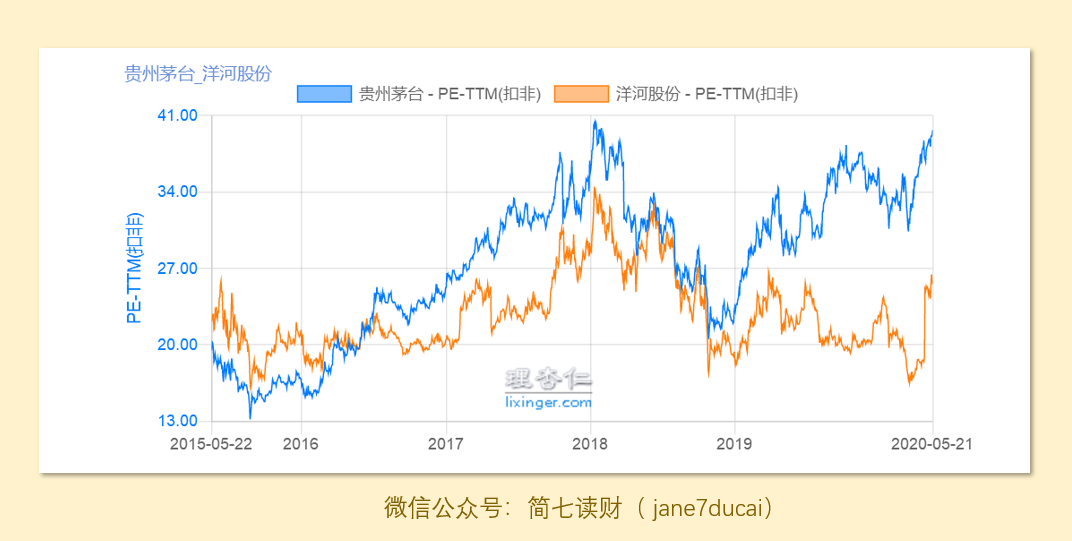 贵州茅台_洋河股份
贵州茅台 - PE-TTM(扣非) 洋河股份 - PE-TTM(扣非)
41.00
34.00
27.00
20.00
13.00
PE-TTM(扣非)
理杏仁
lixinger.com
2015-05-22 2016 2017 2018 2019 2020-05-21
微信公众号：简七读财（ jane7ducai）